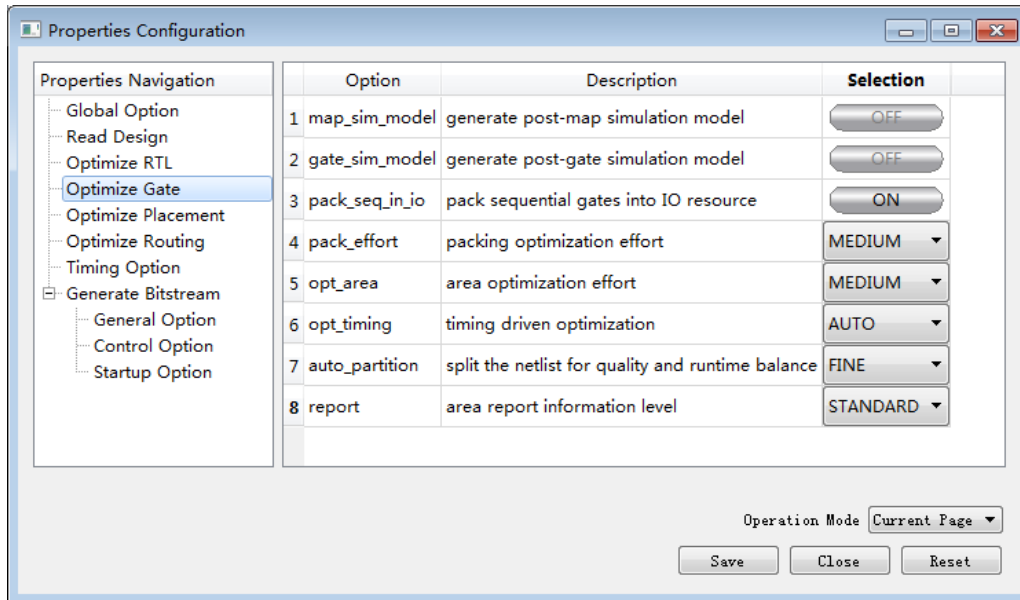 Properties Configuration
Properties Navigation
Global Option
Read Design
Optimize RTL
Optimize Gate
Optimize Placement
Optimize Routing
Timing Option
Generate Bitstream
General Option
Control Option
Startup Option
Option Description Selection
1 map_sim_model generate post-map simulation model OFF
2 gate_sim_model generate post-gate simulation model OFF
3 pack_seq_in_io pack sequential gates into IO resource ON
4 pack_effort packing optimization effort MEDIUM
5 opt_area area optimization effort MEDIUM
6 opt_timing timing driven optimization AUTO
7 auto_partition split the netlist for quality and runtime balance FINE
8 report area report information level STANDARD
Operation Mode Current Page
Save Close Reset